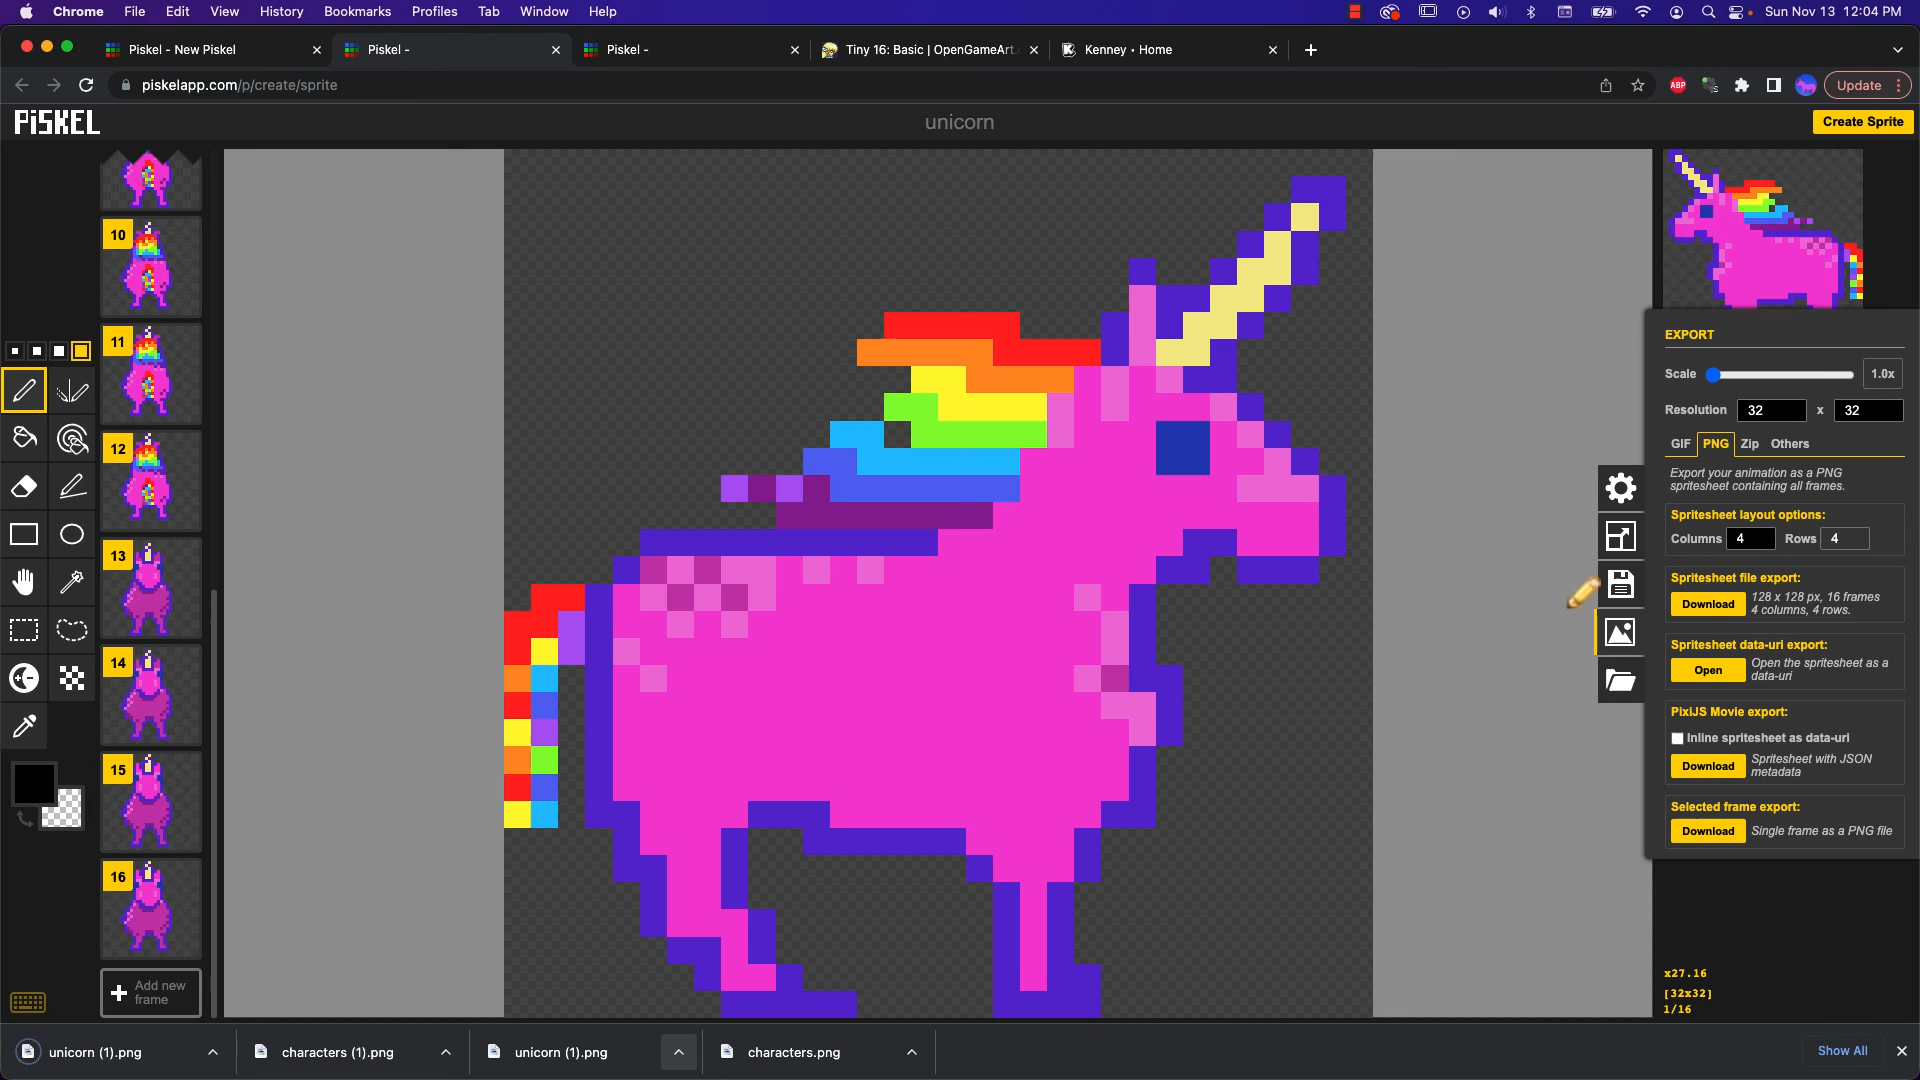 Chrome File Edit View History Bookmarks Profiles Tab Window Help
Sun Nov 13 12:04 PM
Piskel - New Piskel
Piskel -
Piskel -
Tiny 16: Basic | OpenGameArt.
Kenney • Home
piskelapp.com/p/create/sprite
ABP
Update
PiSKEL
unicorn
Create Sprite
10
11
12
13
14
15
16
Add new
frame
EXPORT
Scale 1.0x
Resolution 32 x 32
GIF PNG Zip Others
Export your animation as a PNG
spritesheet containing all frames.
Spritesheet layout options:
Columns 4 Rows 4
Spritesheet file export:
Download 128 x 128 px, 16 frames
4 columns, 4 rows.
Spritesheet data-uri export:
Open Open the spritesheet as a
data-uri
PixiJS Movie export:
Inline spritesheet as data-uri
Download Spritesheet with JSON
metadata
Selected frame export:
Download Single frame as a PNG file
x27.16
[32x32]
1/16
unicorn (1).png
characters (1).png
unicorn (1).png
characters.png
Show All